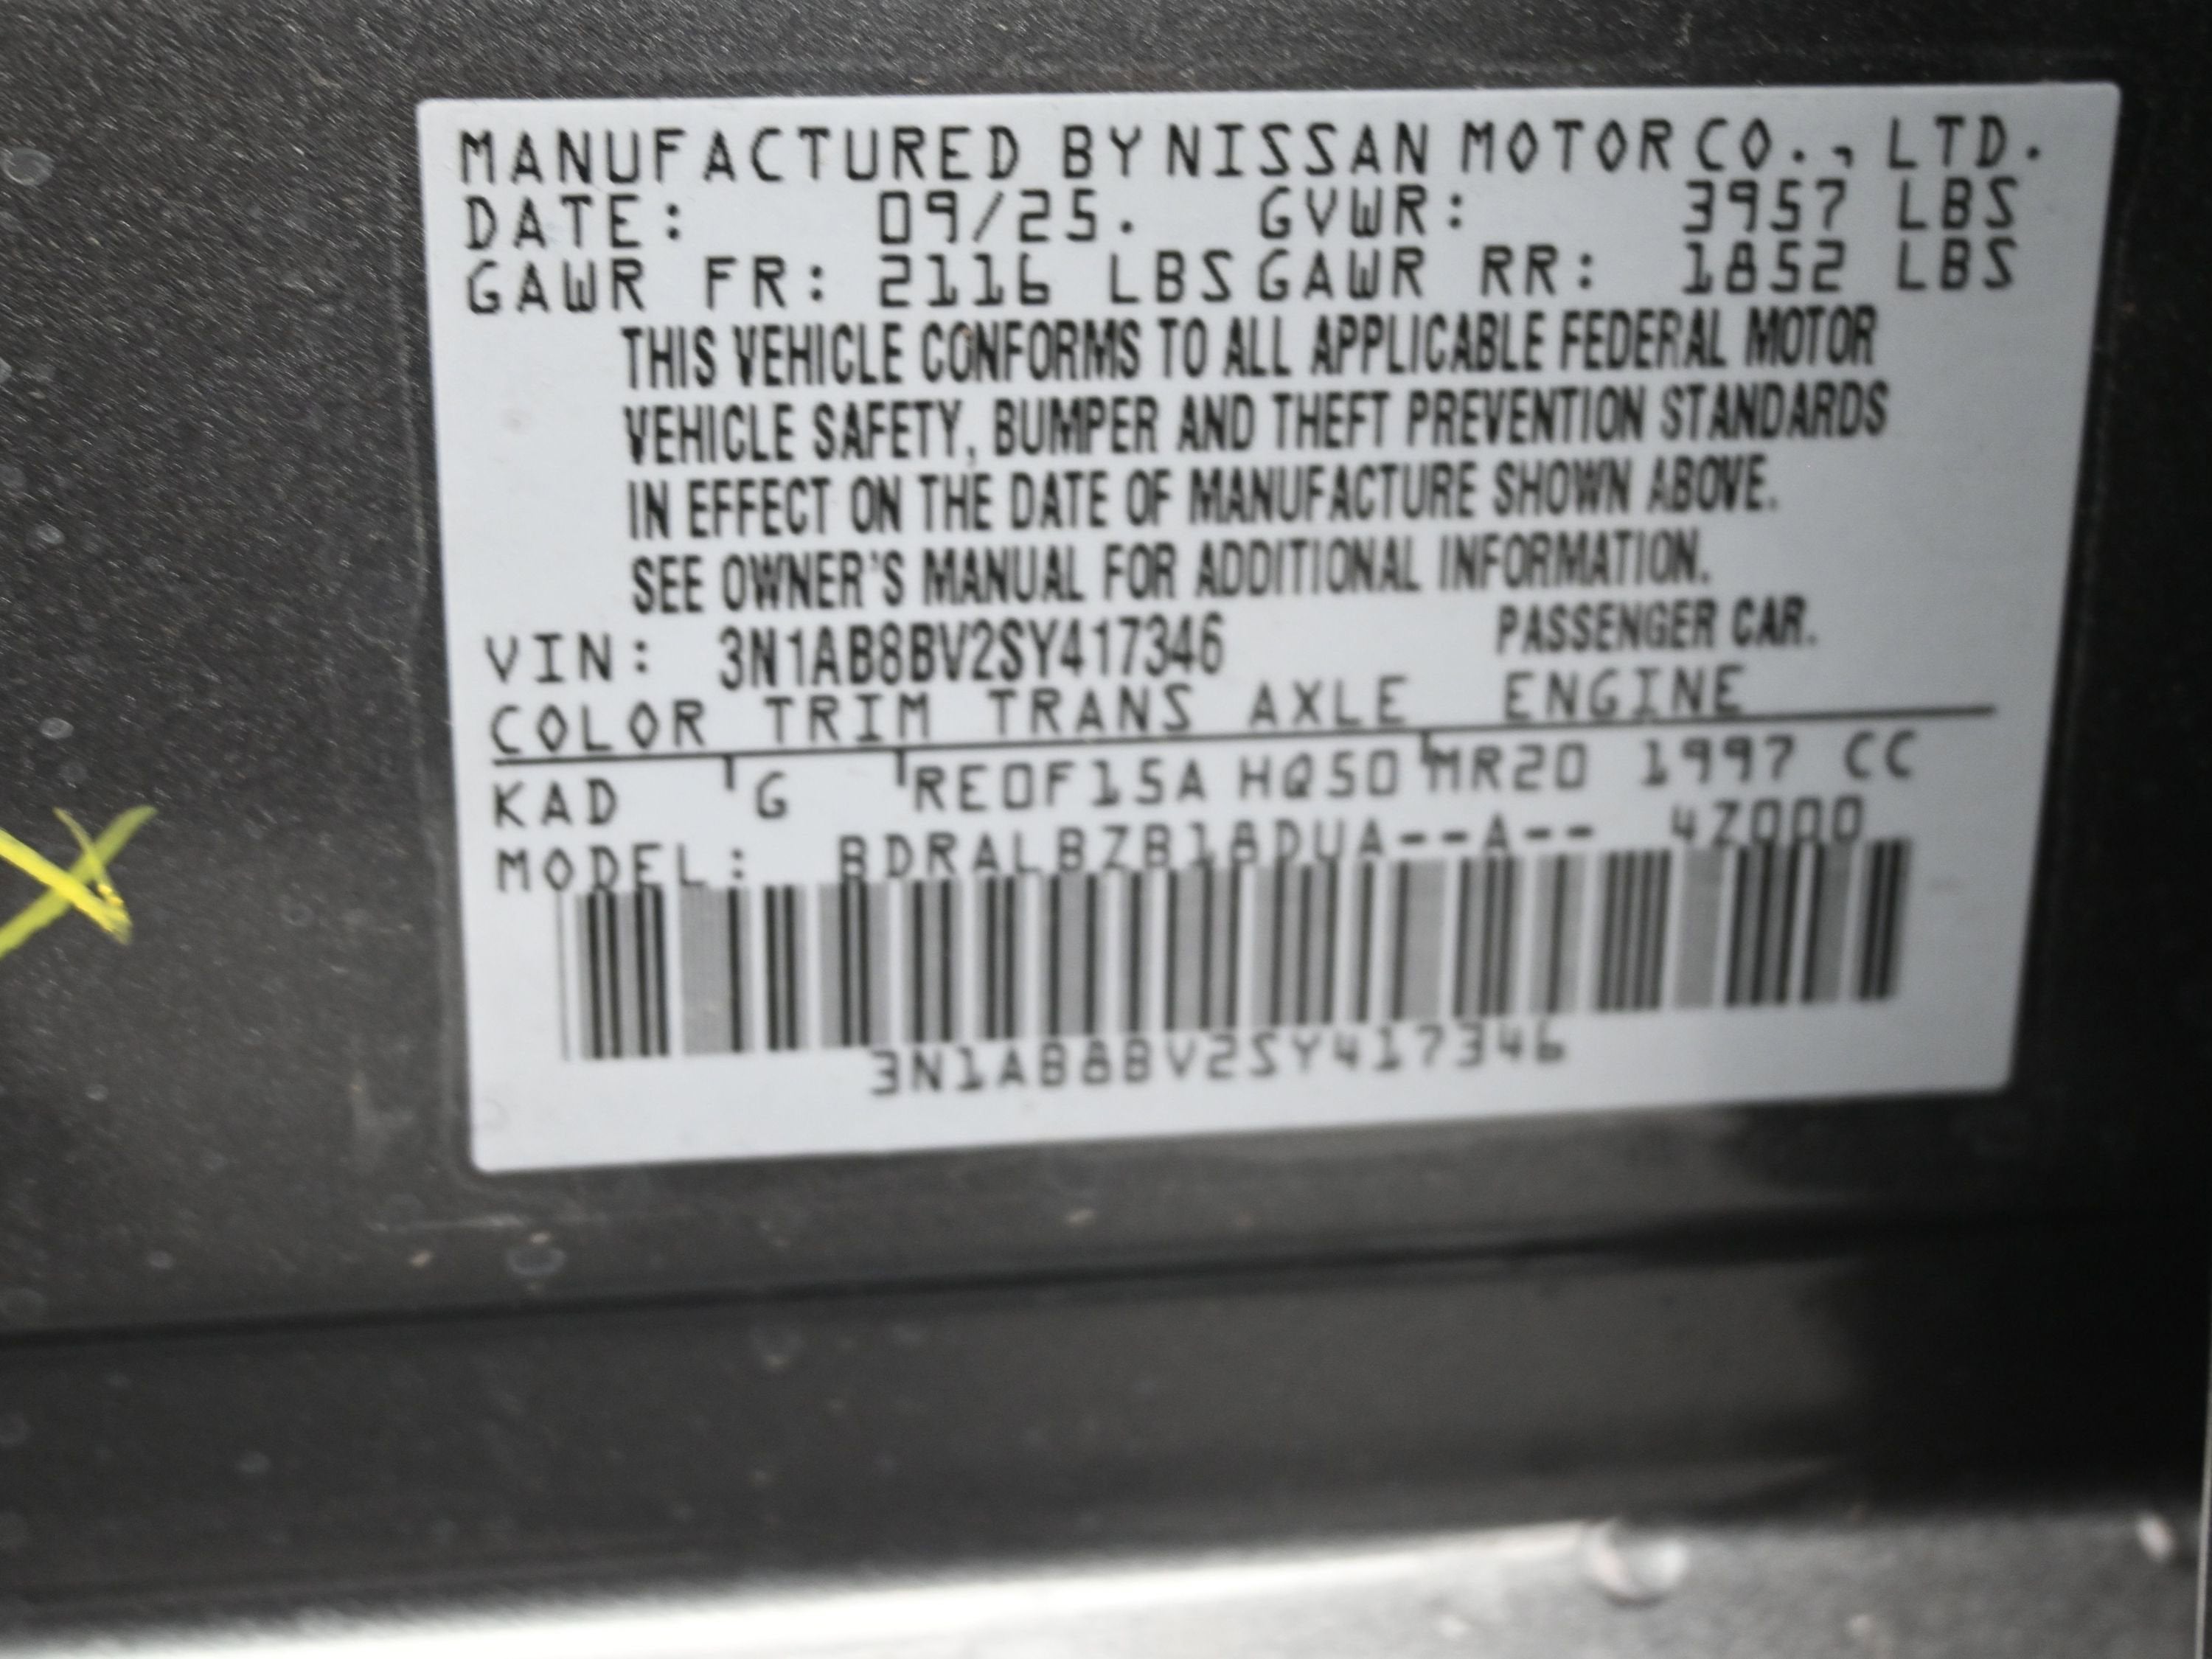 MANUFACTURED BY NISSAN MOTOR CO., LTD.
DATE: 09/25. GVWR: 3957 LBS
GAWR FR: 2116 LBS GAWR RR: 1852 LBS
THIS VEHICLE CONFORMS TO ALL APPLICABLE FEDERAL MOTOR
VEHICLE SAFETY, BUMPER AND THEFT PREVENTION STANDARDS
IN EFFECT ON THE DATE OF MANUFACTURE SHOWN ABOVE.
SEE OWNER'S MANUAL FOR ADDITIONAL INFORMATION.
VIN: 3N1AB8BV2SY417346 PASSENGER CAR.
COLOR TRIM TRANS AXLE ENGINE
KAD G RE0F15A HQ50 MR20 1997 CC
MODEL: BDRALBZB18DUA--A-- 4Z000
3N1AB8BV2SY417346